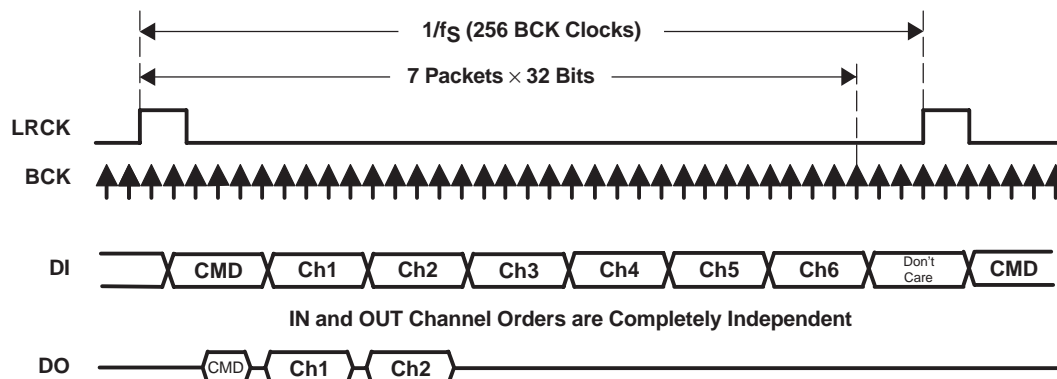 1/fS (256 BCK Clocks)
7 Packets × 32 Bits
LRCK
BCK
DI CMD Ch1 Ch2 Ch3 Ch4 Ch5 Ch6 Don't Care CMD
IN and OUT Channel Orders are Completely Independent
DO CMD Ch1 Ch2